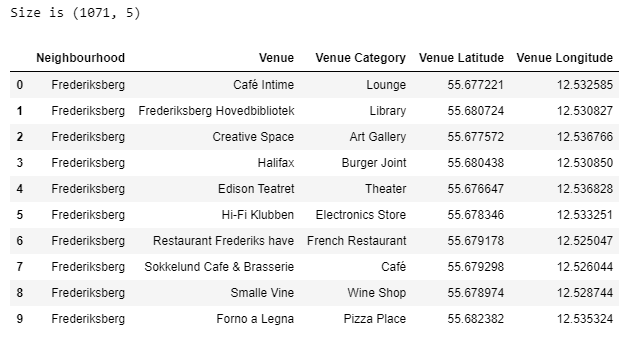 Size is (1071, 5)
Neighbourhood Venue Venue Category Venue Latitude Venue Longitude
0 Frederiksberg Café Intime Lounge 55.677221 12.532585
1 Frederiksberg Frederiksberg Hovedbibliotek Library 55.680724 12.530827
2 Frederiksberg Creative Space Art Gallery 55.677572 12.536766
3 Frederiksberg Halifax Burger Joint 55.680438 12.530850
4 Frederiksberg Edison Teatret Theater 55.676647 12.536828
5 Frederiksberg Hi-Fi Klubben Electronics Store 55.678346 12.533251
6 Frederiksberg Restaurant Frederiks have French Restaurant 55.679178 12.525047
7 Frederiksberg Sokkelund Cafe & Brasserie Café 55.679298 12.526044
8 Frederiksberg Smalle Vine Wine Shop 55.678974 12.528744
9 Frederiksberg Forno a Legna Pizza Place 55.682382 12.535324